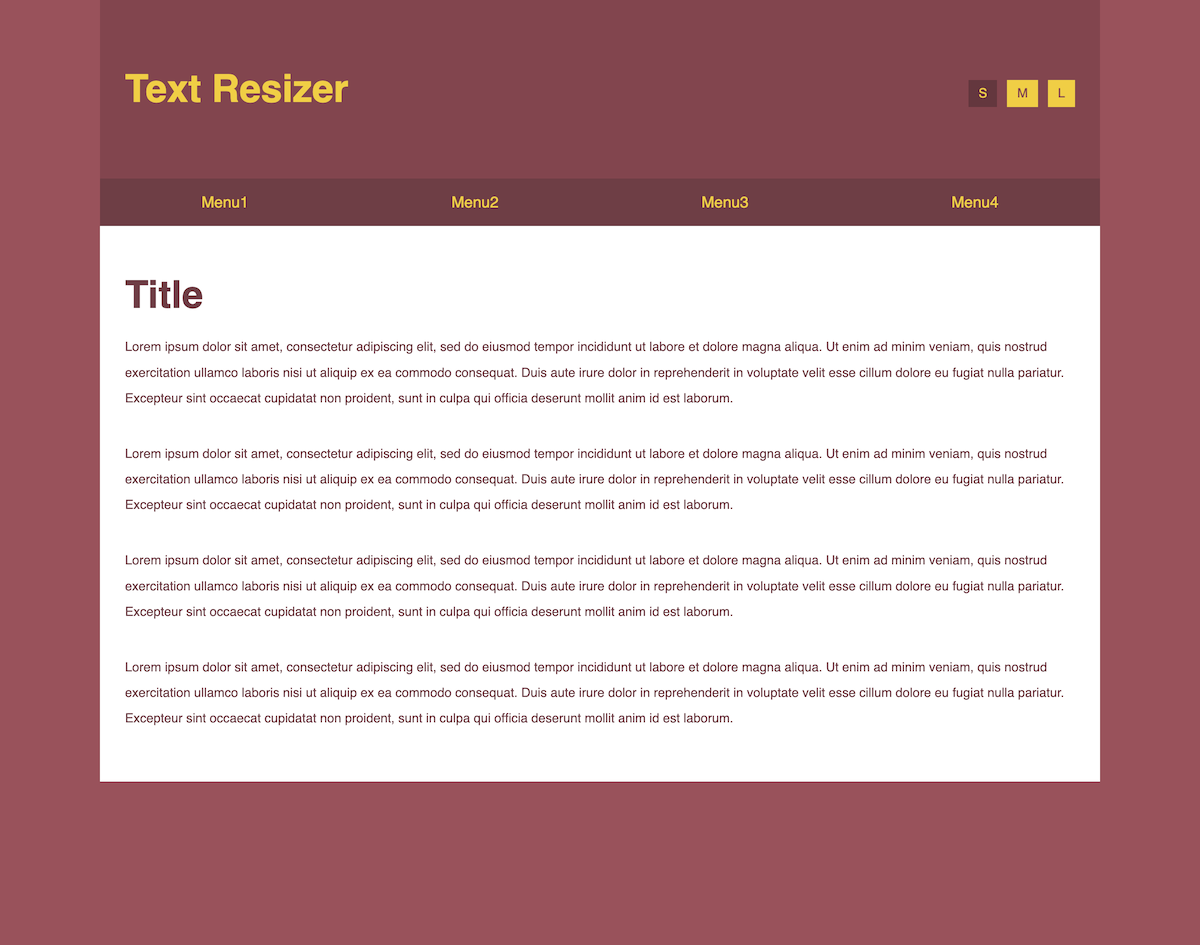 Text Resizer
S M L
Menu1 Menu2 Menu3 Menu4
Title
Lorem ipsum dolor sit amet, consectetur adipiscing elit, sed do eiusmod tempor incididunt ut labore et dolore magna aliqua. Ut enim ad minim veniam, quis nostrud
exercitation ullamco laboris nisi ut aliquip ex ea commodo consequat. Duis aute irure dolor in reprehenderit in voluptate velit esse cillum dolore eu fugiat nulla pariatur.
Excepteur sint occaecat cupidatat non proident, sunt in culpa qui officia deserunt mollit anim id est laborum.
Lorem ipsum dolor sit amet, consectetur adipiscing elit, sed do eiusmod tempor incididunt ut labore et dolore magna aliqua. Ut enim ad minim veniam, quis nostrud
exercitation ullamco laboris nisi ut aliquip ex ea commodo consequat. Duis aute irure dolor in reprehenderit in voluptate velit esse cillum dolore eu fugiat nulla pariatur.
Excepteur sint occaecat cupidatat non proident, sunt in culpa qui officia deserunt mollit anim id est laborum.
Lorem ipsum dolor sit amet, consectetur adipiscing elit, sed do eiusmod tempor incididunt ut labore et dolore magna aliqua. Ut enim ad minim veniam, quis nostrud
exercitation ullamco laboris nisi ut aliquip ex ea commodo consequat. Duis aute irure dolor in reprehenderit in voluptate velit esse cillum dolore eu fugiat nulla pariatur.
Excepteur sint occaecat cupidatat non proident, sunt in culpa qui officia deserunt mollit anim id est laborum.
Lorem ipsum dolor sit amet, consectetur adipiscing elit, sed do eiusmod tempor incididunt ut labore et dolore magna aliqua. Ut enim ad minim veniam, quis nostrud
exercitation ullamco laboris nisi ut aliquip ex ea commodo consequat. Duis aute irure dolor in reprehenderit in voluptate velit esse cillum dolore eu fugiat nulla pariatur.
Excepteur sint occaecat cupidatat non proident, sunt in culpa qui officia deserunt mollit anim id est laborum.